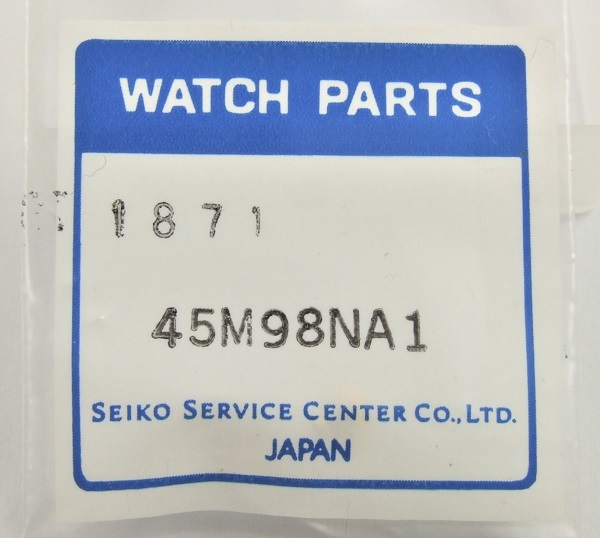 WATCH PARTS
1871
45M98NA1
SEIKO SERVICE CENTER CO., LTD.
JAPAN